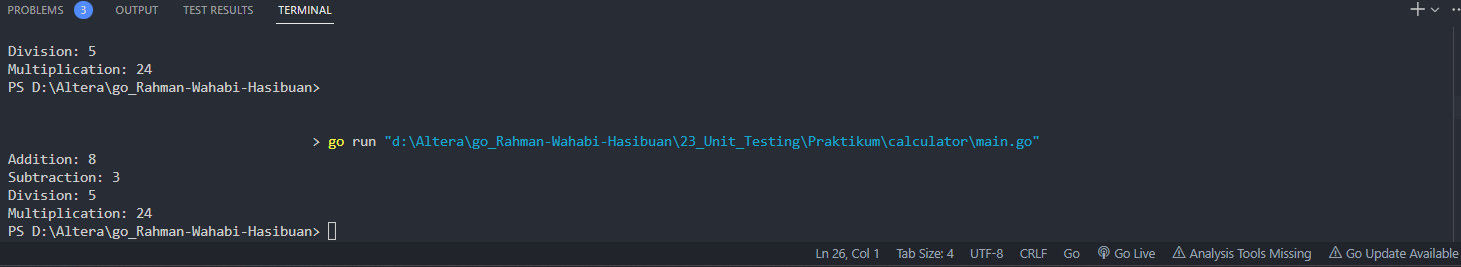 PROBLEMS 3 OUTPUT TEST RESULTS TERMINAL
Division: 5
Multiplication: 24
PS D:\Altera\go_Rahman-Wahabi-Hasibuan>
> go run "d:\Altera\go_Rahman-Wahabi-Hasibuan\23_Unit_Testing\Praktikum\calculator\main.go"
Addition: 8
Subtraction: 3
Division: 5
Multiplication: 24
PS D:\Altera\go_Rahman-Wahabi-Hasibuan>
Ln 26, Col 1 Tab Size: 4 UTF-8 CRLF Go Go Live Analysis Tools Missing Go Update Available